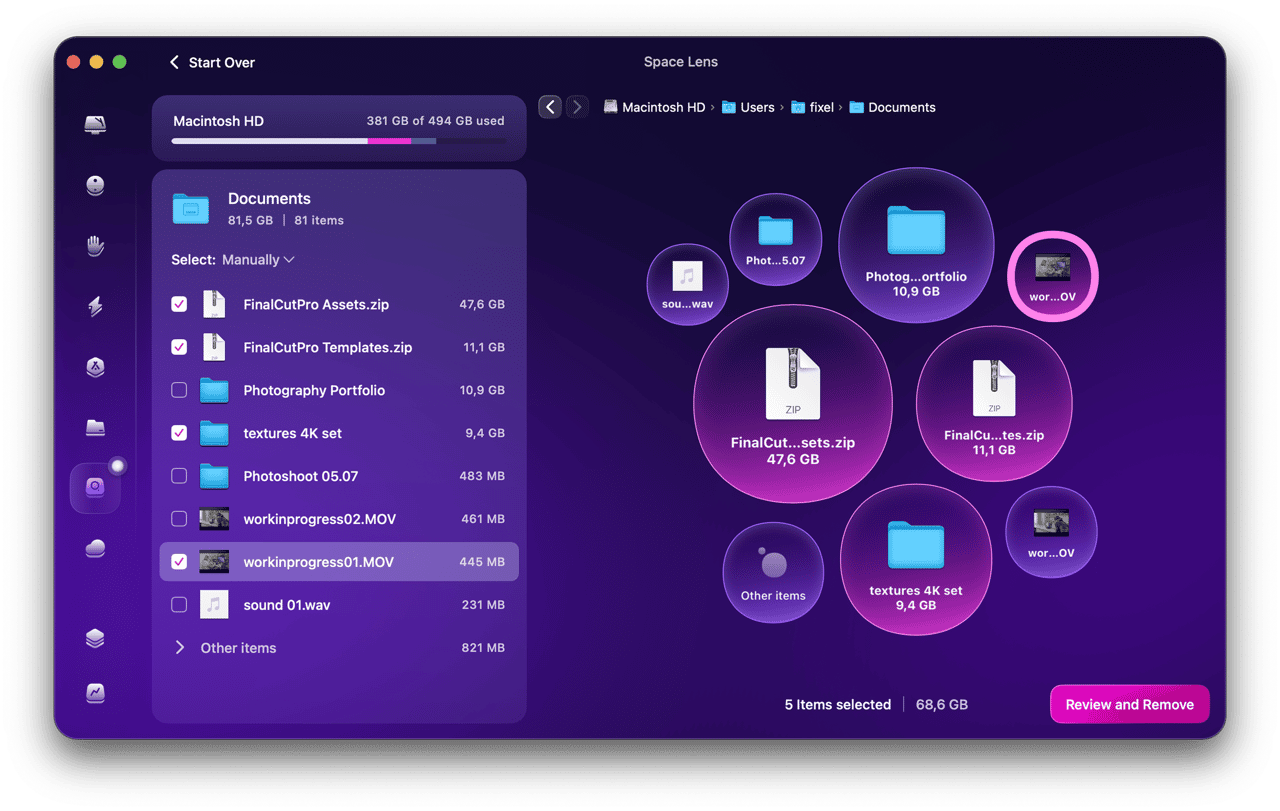 Start Over
Space Lens
Macintosh HD
381 GB of 494 GB used
Macintosh HD › Users › fixel › Documents
Documents
81,5 GB | 81 items
Select: Manually
FinalCutPro Assets.zip 47,6 GB
FinalCutPro Templates.zip 11,1 GB
Photography Portfolio 10,9 GB
textures 4K set 9,4 GB
Photoshoot 05.07 483 MB
workinprogress02.MOV 461 MB
workinprogress01.MOV 445 MB
sound 01.wav 231 MB
Other items 821 MB
Phot...5.07
Photog...ortfolio
10,9 GB
sou...wav
wor...OV
ZIP
FinalCut...sets.zip
47,6 GB
ZIP
FinalCu...tes.zip
11,1 GB
Other items
textures 4K set
9,4 GB
wor...OV
5 Items selected | 68,6 GB
Review and Remove